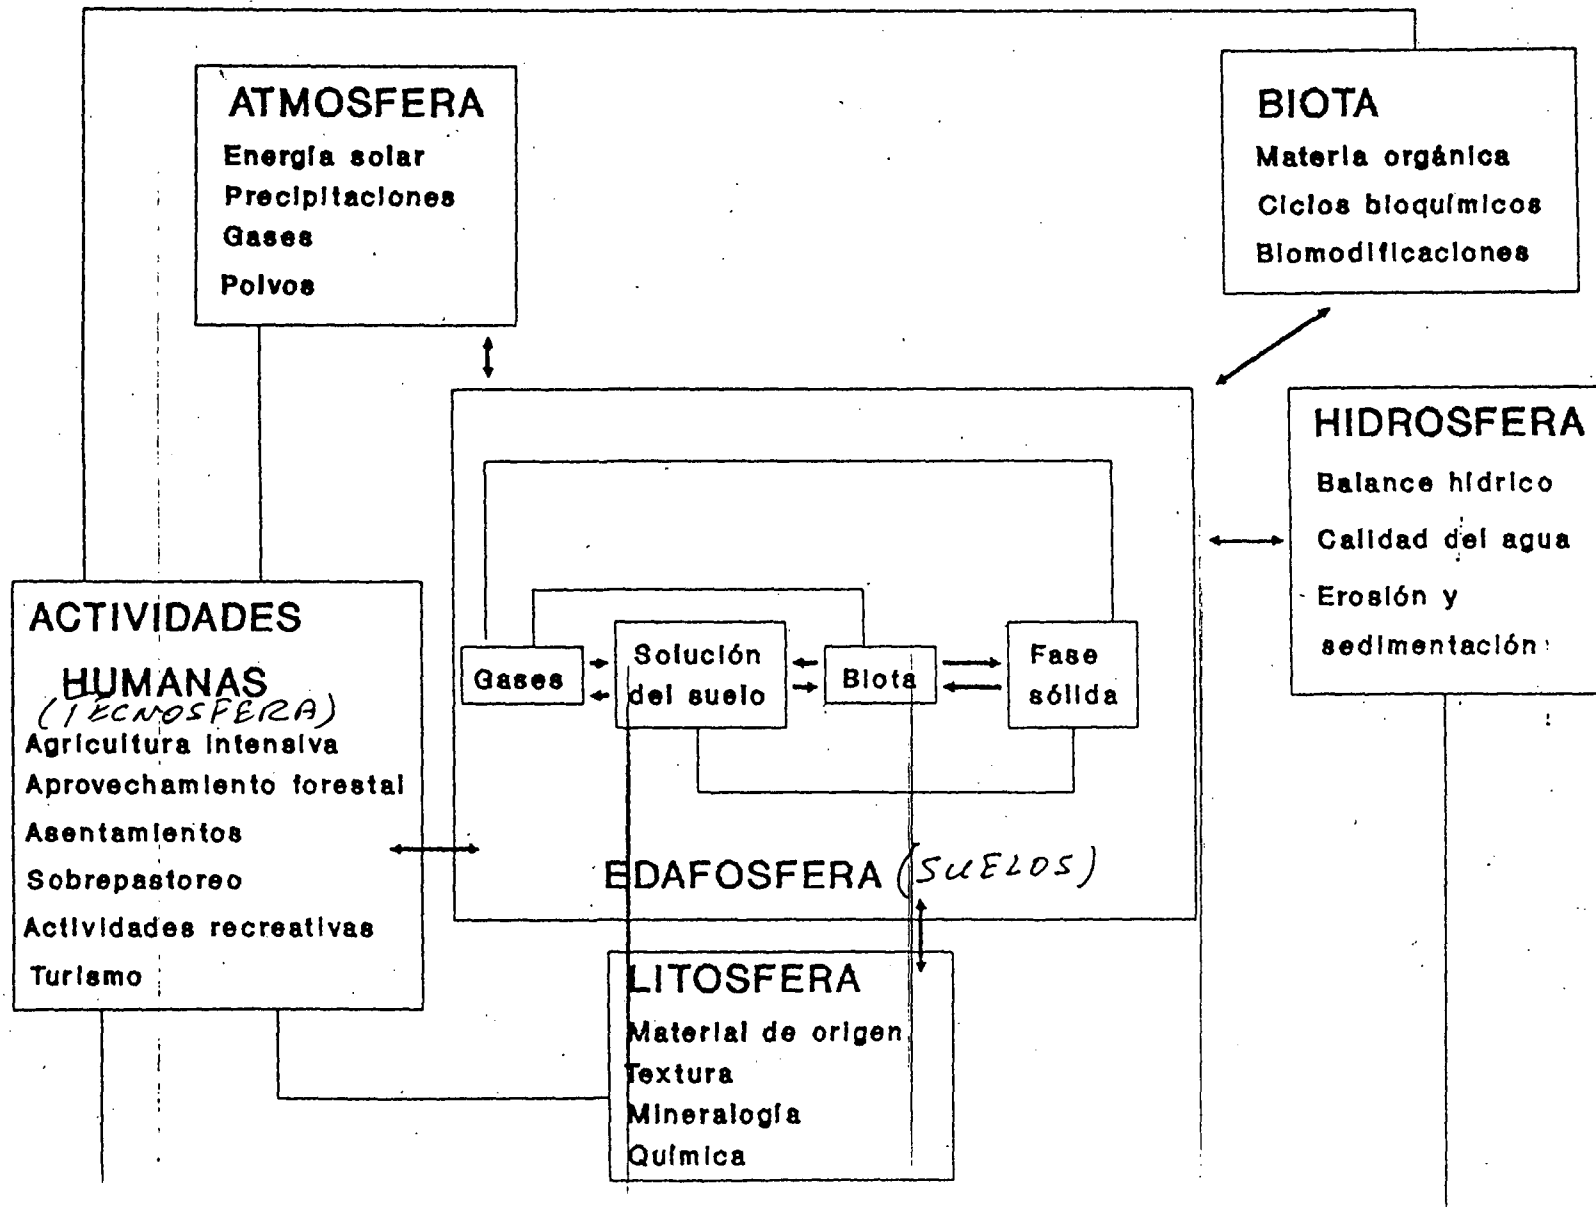 ATMOSFERA
Energía solar
Precipitaciones
Gases
Polvos
BIOTA
Materia orgánica
Ciclos bioquímicos
Biomodificaciones
HIDROSFERA
Balance hídrico
Calidad del agua
Erosión y
sedimentación
ACTIVIDADES
HUMANAS
(TECNOSFERA)
Agricultura intensiva
Aprovechamiento forestal
Asentamientos
Sobrepastoreo
Actividades recreativas
Turismo
Gases
Solución
del suelo
Biota
Fase
sólida
EDAFOSFERA (SUELOS)
LITOSFERA
Material de origen
Textura
Mineralogía
Química